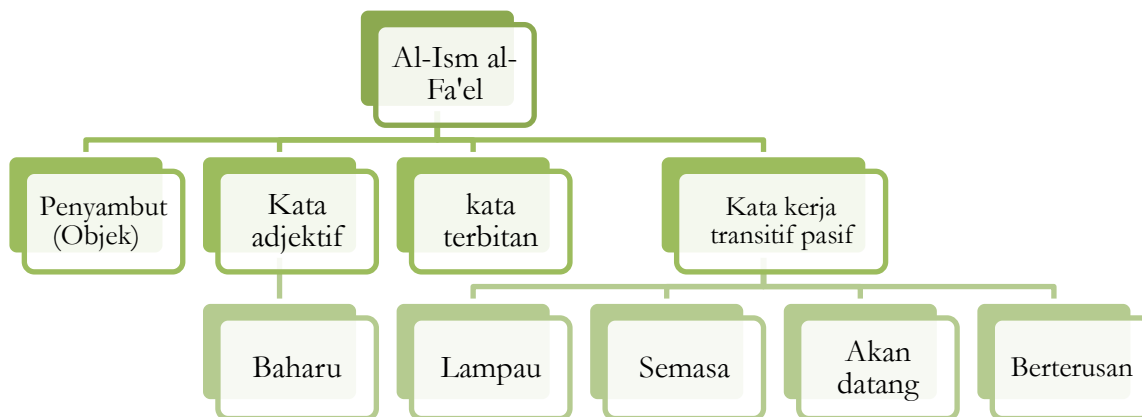 Al-Ism al-
Fa'el
Penyambut
(Objek)
Kata
adjektif
kata
terbitan
Kata kerja
transitif pasif
Baharu
Lampau
Semasa
Akan
datang
Berterusan